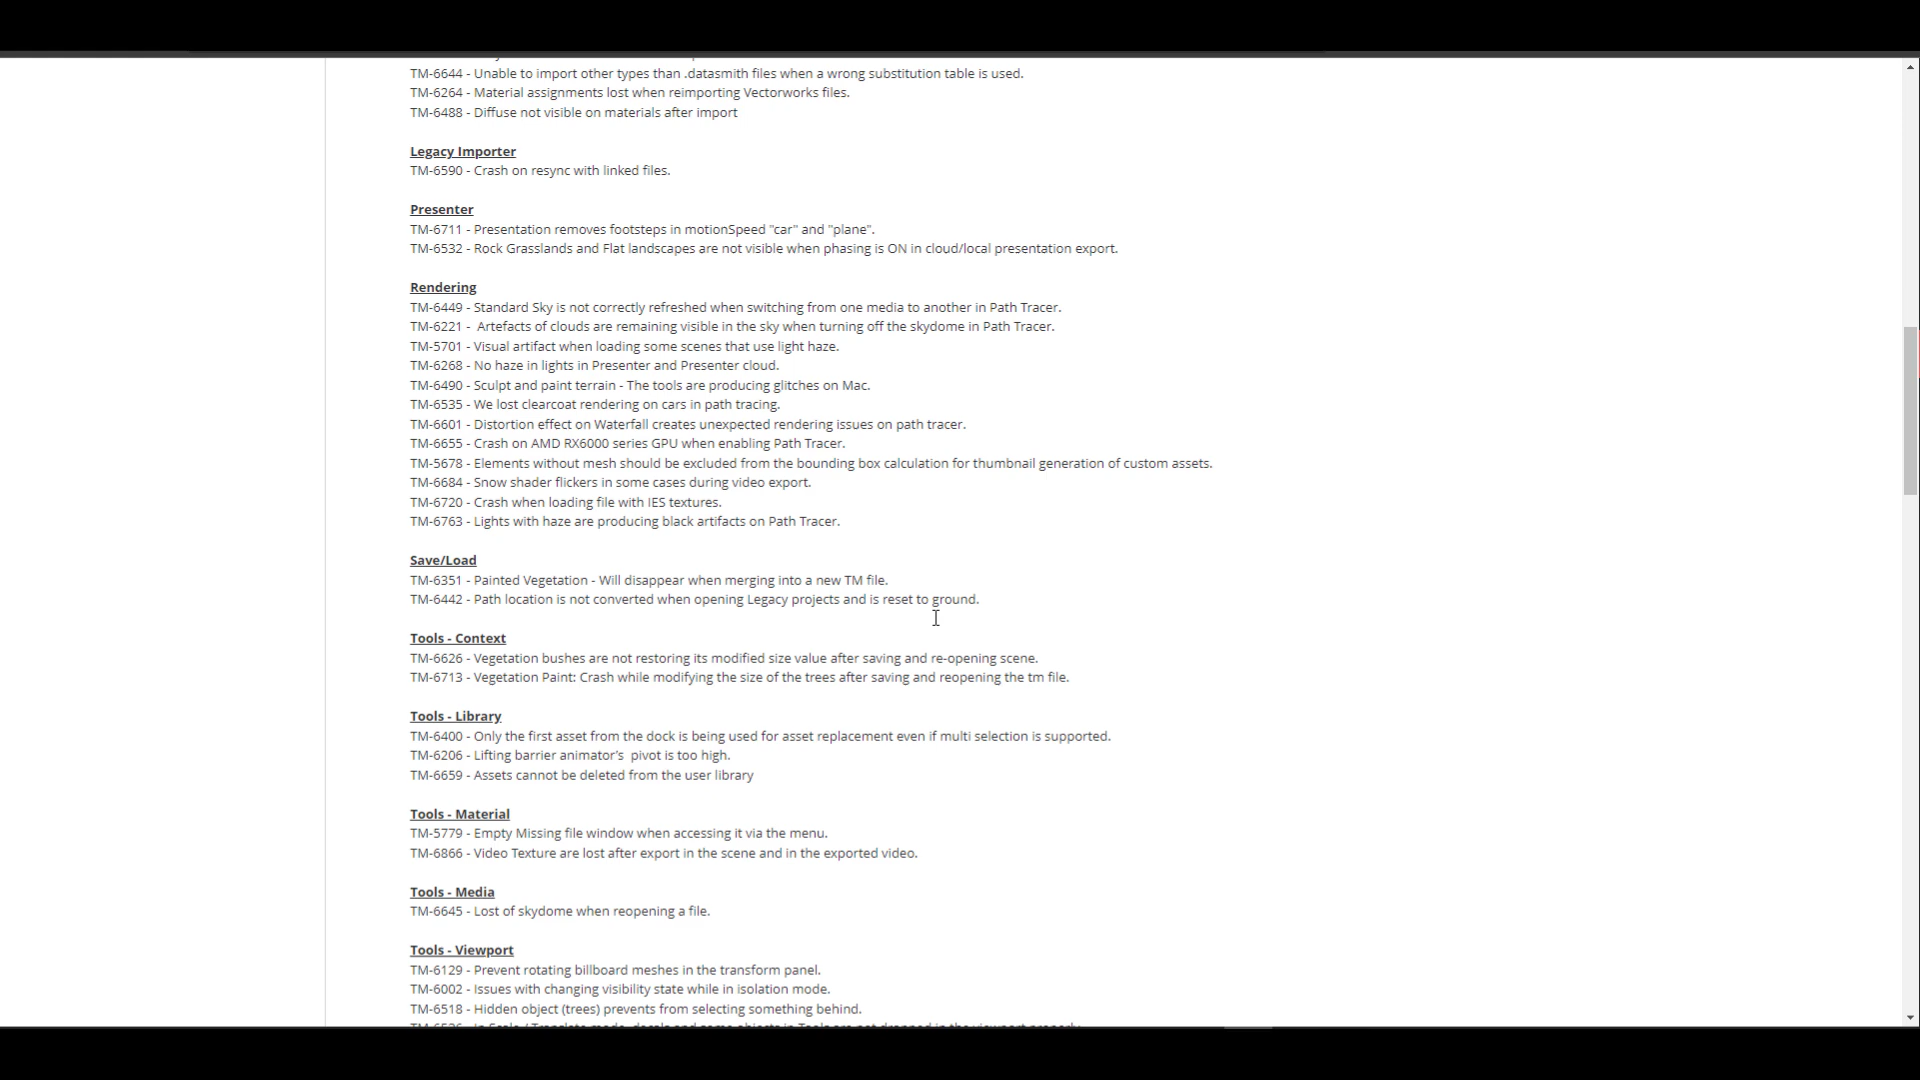 TM-6644 - Unable to import other types than .datasmith files when a wrong substitution table is used.
TM-6264 - Material assignments lost when reimporting Vectorworks files.
TM-6488 - Diffuse not visible on materials after import
Legacy Importer
TM-6590 - Crash on resync with linked files.
Presenter
TM-6711 - Presentation removes footsteps in motionSpeed "car" and "plane".
TM-6532 - Rock Grasslands and Flat landscapes are not visible when phasing is ON in cloud/local presentation export.
Rendering
TM-6449 - Standard Sky is not correctly refreshed when switching from one media to another in Path Tracer.
TM-6221 -  Artefacts of clouds are remaining visible in the sky when turning off the skydome in Path Tracer.
TM-5701 - Visual artifact when loading some scenes that use light haze.
TM-6268 - No haze in lights in Presenter and Presenter cloud.
TM-6490 - Sculpt and paint terrain - The tools are producing glitches on Mac.
TM-6535 - We lost clearcoat rendering on cars in path tracing.
TM-6601 - Distortion effect on Waterfall creates unexpected rendering issues on path tracer.
TM-6655 - Crash on AMD RX6000 series GPU when enabling Path Tracer.
TM-5678 - Elements without mesh should be excluded from the bounding box calculation for thumbnail generation of custom assets.
TM-6684 - Snow shader flickers in some cases during video export.
TM-6720 - Crash when loading file with IES textures.
TM-6763 - Lights with haze are producing black artifacts on Path Tracer.
Save/Load
TM-6351 - Painted Vegetation - Will disappear when merging into a new TM file.
TM-6442 - Path location is not converted when opening Legacy projects and is reset to ground.
Tools - Context
TM-6626 - Vegetation bushes are not restoring its modified size value after saving and re-opening scene.
TM-6713 - Vegetation Paint: Crash while modifying the size of the trees after saving and reopening the tm file.
Tools - Library
TM-6400 - Only the first asset from the dock is being used for asset replacement even if multi selection is supported.
TM-6206 - Lifting barrier animator's  pivot is too high.
TM-6659 - Assets cannot be deleted from the user library
Tools - Material
TM-5779 - Empty Missing file window when accessing it via the menu.
TM-6866 - Video Texture are lost after export in the scene and in the exported video.
Tools - Media
TM-6645 - Lost of skydome when reopening a file.
Tools - Viewport
TM-6129 - Prevent rotating billboard meshes in the transform panel.
TM-6002 - Issues with changing visibility state while in isolation mode.
TM-6518 - Hidden object (trees) prevents from selecting something behind.